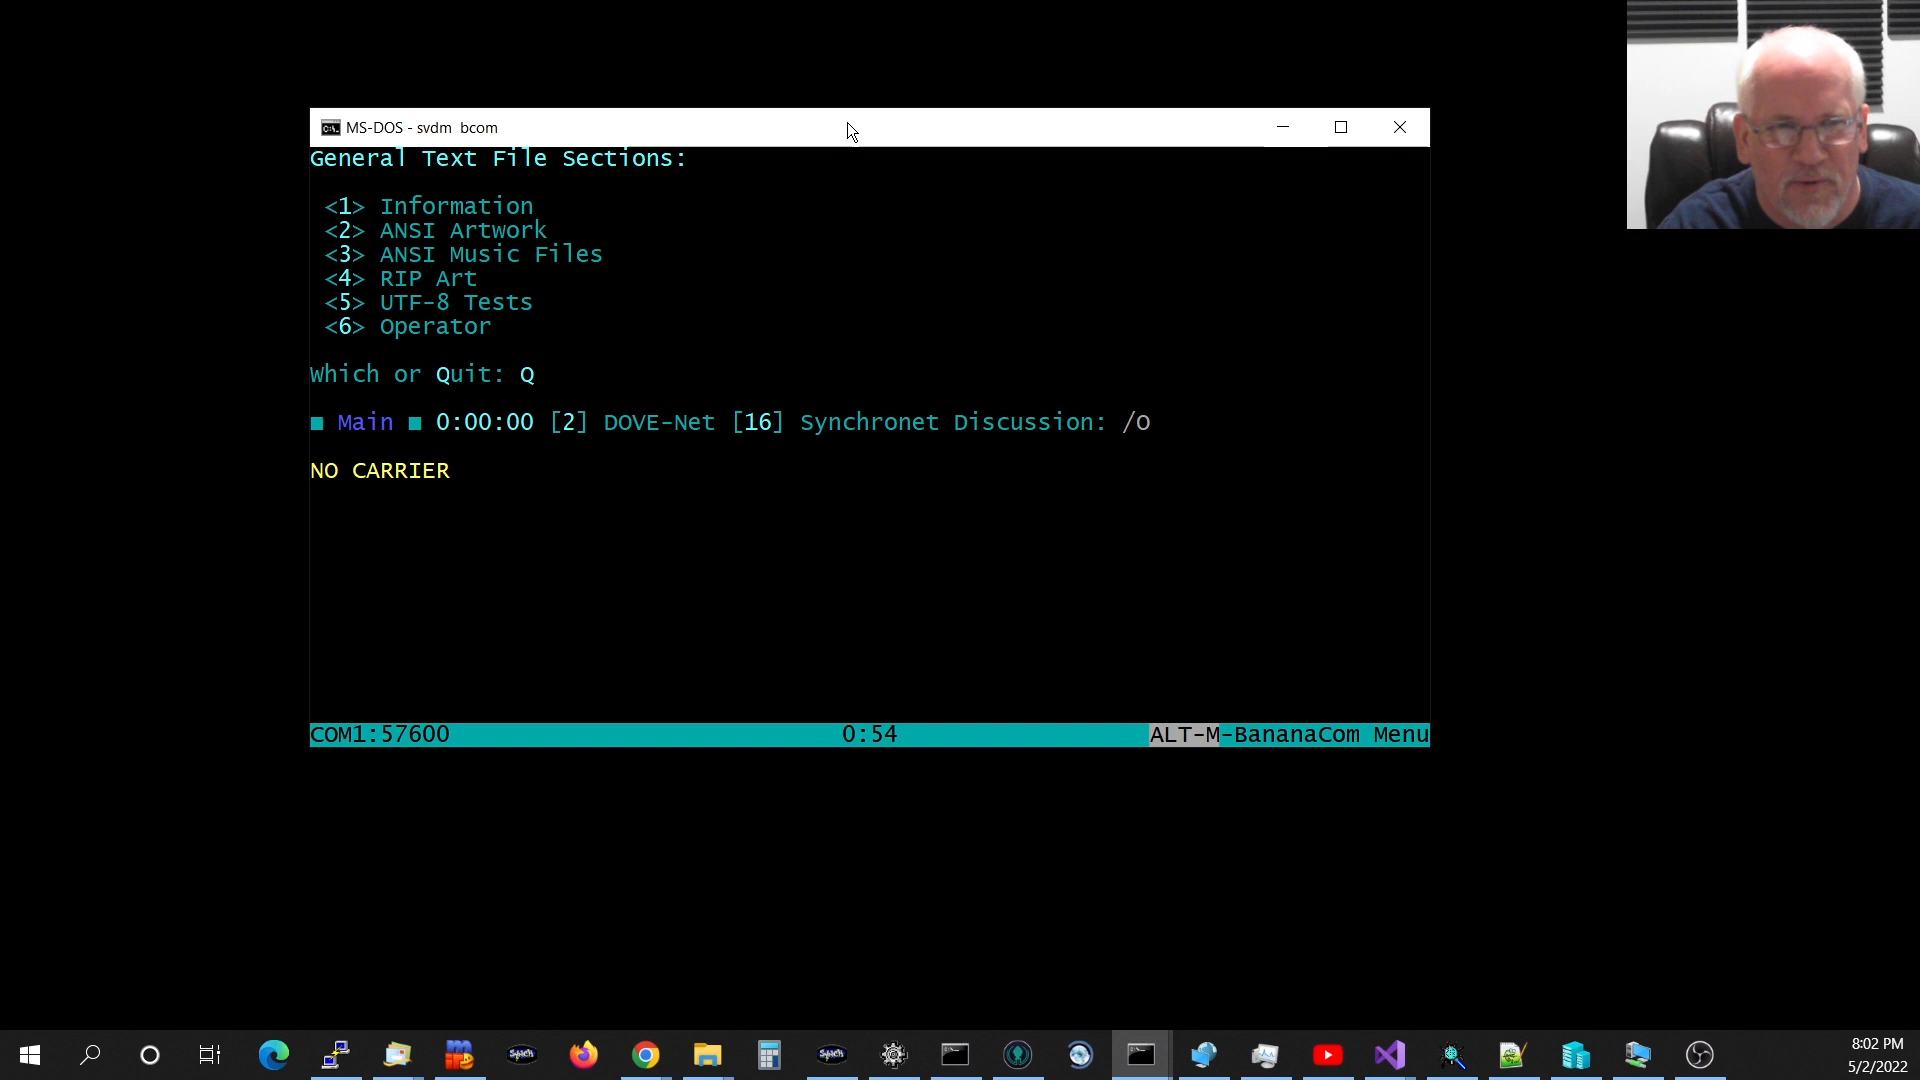 MS-DOS - svdm  bcom
General Text File Sections:
<1> Information
<2> ANSI Artwork
<3> ANSI Music Files
<4> RIP Art
<5> UTF-8 Tests
<6> Operator
Which or Quit: Q
■ Main ■ 0:00:00 [2] DOVE-Net [16] Synchronet Discussion: /O
NO CARRIER
COM1:57600 0:54 ALT-M-BananaCom Menu
8:02 PM
5/2/2022